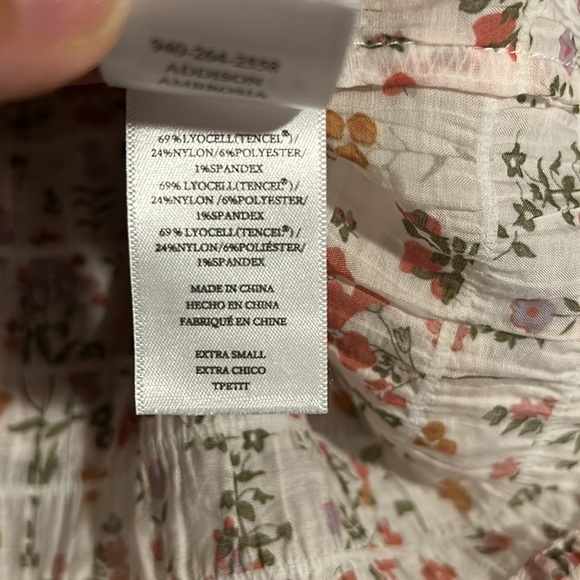 940-264-2558
ADDISON
AMBROSIA
69%LYOCELL(TENCEL®)/
24%NYLON/6%POLYESTER/
1%SPANDEX
69%LYOCELL(TENCEL®)/
24%NYLON/6%POLYESTER/
1%SPANDEX
69%LYOCELL(TENCEL®)/
24%NYLON/6%POLIÉSTER/
1%SPANDEX
MADE IN CHINA
HECHO EN CHINA
FABRIQUÉ EN CHINE
EXTRA SMALL
EXTRA CHICO
TPETIT